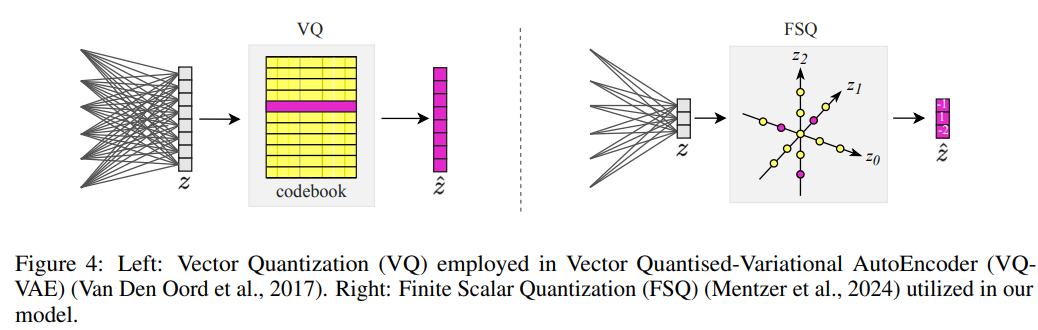 VQ
z
codebook
ẑ
FSQ
z
z2
z1
z0
-1
1
-2
ẑ
Figure 4: Left: Vector Quantization (VQ) employed in Vector Quantised-Variational AutoEncoder (VQ-
VAE) (Van Den Oord et al., 2017). Right: Finite Scalar Quantization (FSQ) (Mentzer et al., 2024) utilized in our
model.